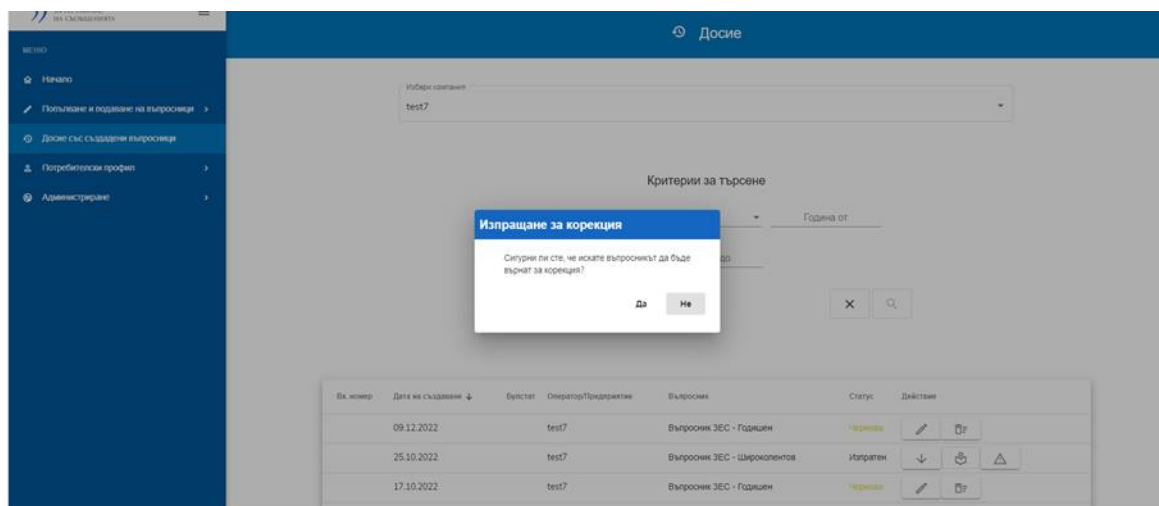 НА СЪОБЩЕНИЯТА
Досие
МЕНЮ
Начало
Попълване и подаване на въпросници
Досие със създадени въпросници
Потребителски профил
Администриране
Избери компания
test7
Критерии за търсене
Година от
до
Изпращане за корекция
Сигурни ли сте, че искате въпросникът да бъде
върнат за корекция?
Да Не
Вх. номер Дата на създаване Булстат Оператор/Предприятие Въпросник Статус Действие
09.12.2022 test7 Въпросник ЗЕС - Годишен Чернова
25.10.2022 test7 Въпросник ЗЕС - Широколентов Изпратен
17.10.2022 test7 Въпросник ЗЕС - Годишен Чернова